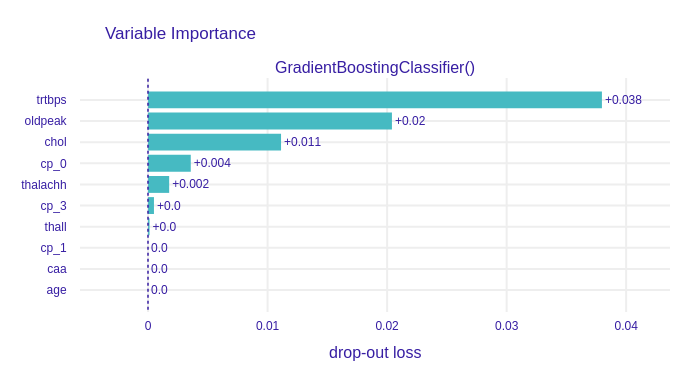 Variable Importance
GradientBoostingClassifier()
trtbps +0.038
oldpeak +0.02
chol +0.011
cp_0 +0.004
thalachh +0.002
cp_3 +0.0
thall +0.0
cp_1 0.0
caa 0.0
age 0.0
0 0.01 0.02 0.03 0.04
drop-out loss